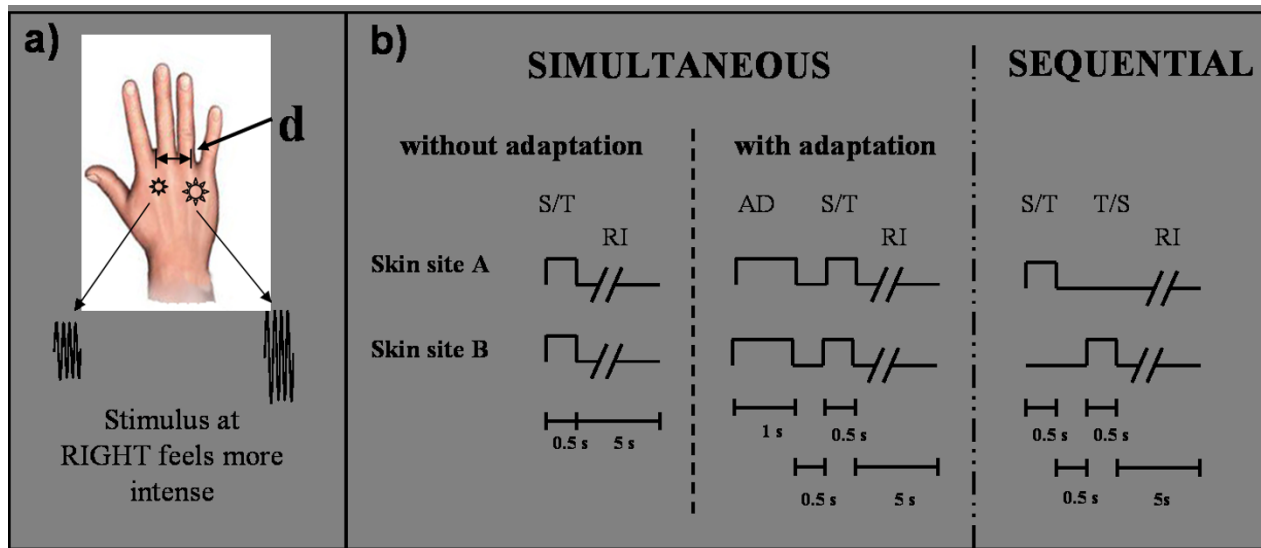 a)
d
Stimulus at
RIGHT feels more
intense
b)
SIMULTANEOUS
SEQUENTIAL
without adaptation
with adaptation
S/T
AD S/T
S/T T/S
RI
RI
RI
Skin site A
Skin site B
0.5 s 5 s
1 s 0.5 s
0.5 s 5 s
0.5 s 0.5 s
0.5 s 5s